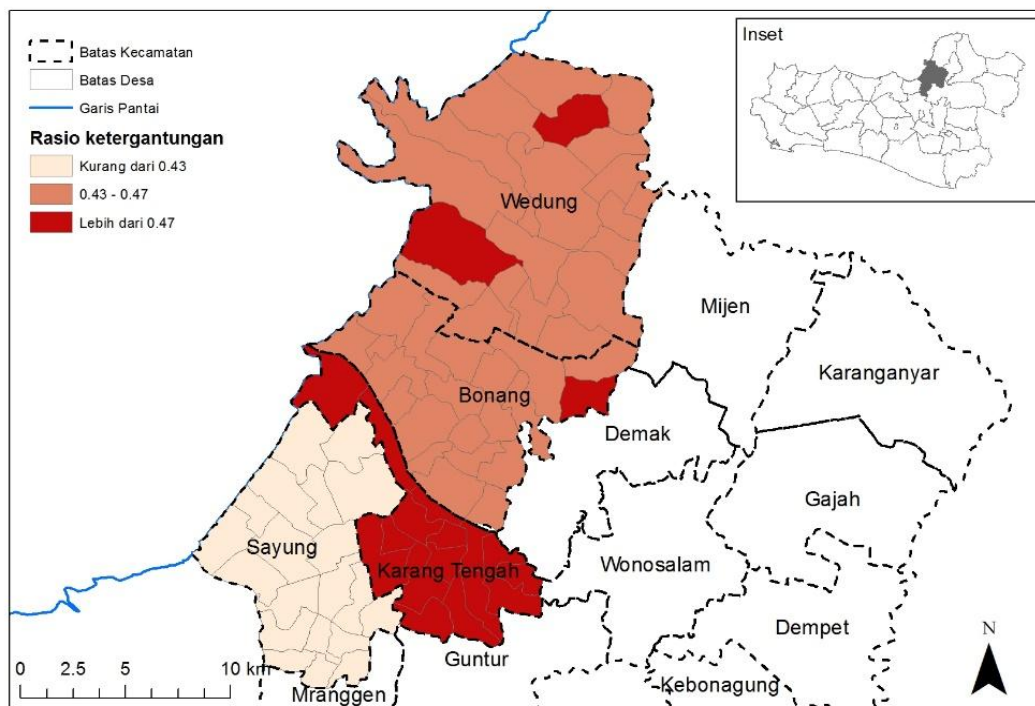 Batas Kecamatan
Batas Desa
Garis Pantai
Rasio ketergantungan
Kurang dari 0.43
0.43 - 0.47
Lebih dari 0.47
Inset
Wedung
Mijen
Karanganyar
Bonang
Demak
Gajah
Sayung
Karang Tengah
Wonosalam
Dempet
Guntur
Kebonagung
Mranggen
0 2.5 5 10 km
N